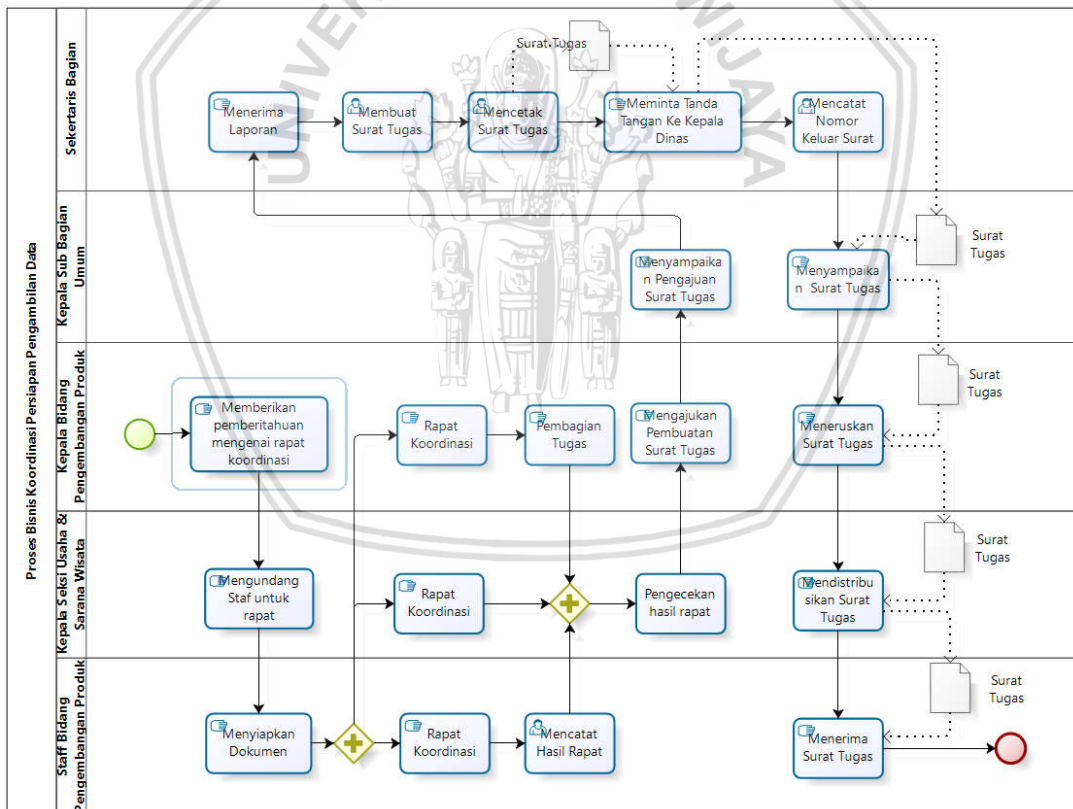 UNIVER
WIJAYA
Proses Bisnis Koordinasi Persiapan Pengambilan Data
Sekertaris Bagian
Surat Tugas
Menerima
Laporan
Membuat
Surat Tugas
Mencetak
Surat Tugas
Meminta Tanda
Tangan Ke Kepala
Dinas
Mencatat
Nomor
Keluar Surat
Kepala Sub Bagian
Umum
Menyampaika
n Pengajuan
Surat Tugas
Menyampaika
n Surat Tugas
Surat
Tugas
Kepala Bidang
Pengembangan Produk
Memberikan
pemberitahuan
mengenai rapat
koordinasi
Rapat
Koordinasi
Pembagian
Tugas
Mengajukan
Pembuatan
Surat Tugas
Meneruskan
Surat Tugas
Surat
Tugas
Kepala Seksi Usaha &
Sarana Wisata
Mengundang
Staf untuk
rapat
Rapat
Koordinasi
Pengecekan
hasil rapat
Mendistribu
sikan Surat
Tugas
Surat
Tugas
Staff Bidang
Pengembangan Produk
Menyiapkan
Dokumen
Rapat
Koordinasi
Mencatat
Hasil Rapat
Menerima
Surat Tugas
Surat
Tugas